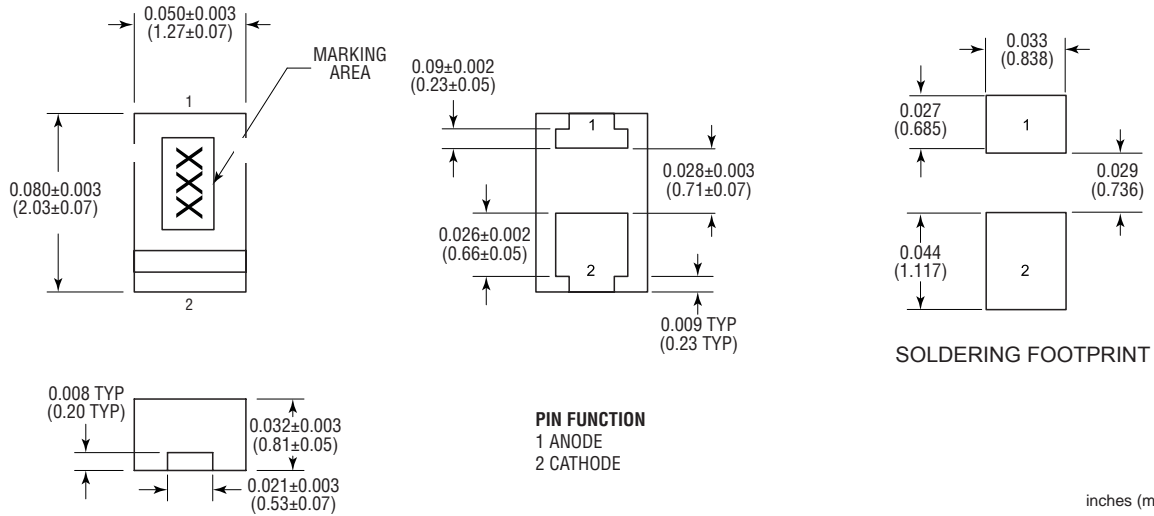 0.050±0.003
(1.27±0.07)
MARKING
AREA
1
XXX
0.080±0.003
(2.03±0.07)
2
0.09±0.002
(0.23±0.05)
1
0.028±0.003
(0.71±0.07)
0.026±0.002
(0.66±0.05)
2
0.009 TYP
(0.23 TYP)
0.033
(0.838)
0.027
(0.685)
1
0.029
(0.736)
0.044
(1.117)
2
SOLDERING FOOTPRINT
0.008 TYP
(0.20 TYP)
0.032±0.003
(0.81±0.05)
0.021±0.003
(0.53±0.07)
PIN FUNCTION
1 ANODE
2 CATHODE
inches (m